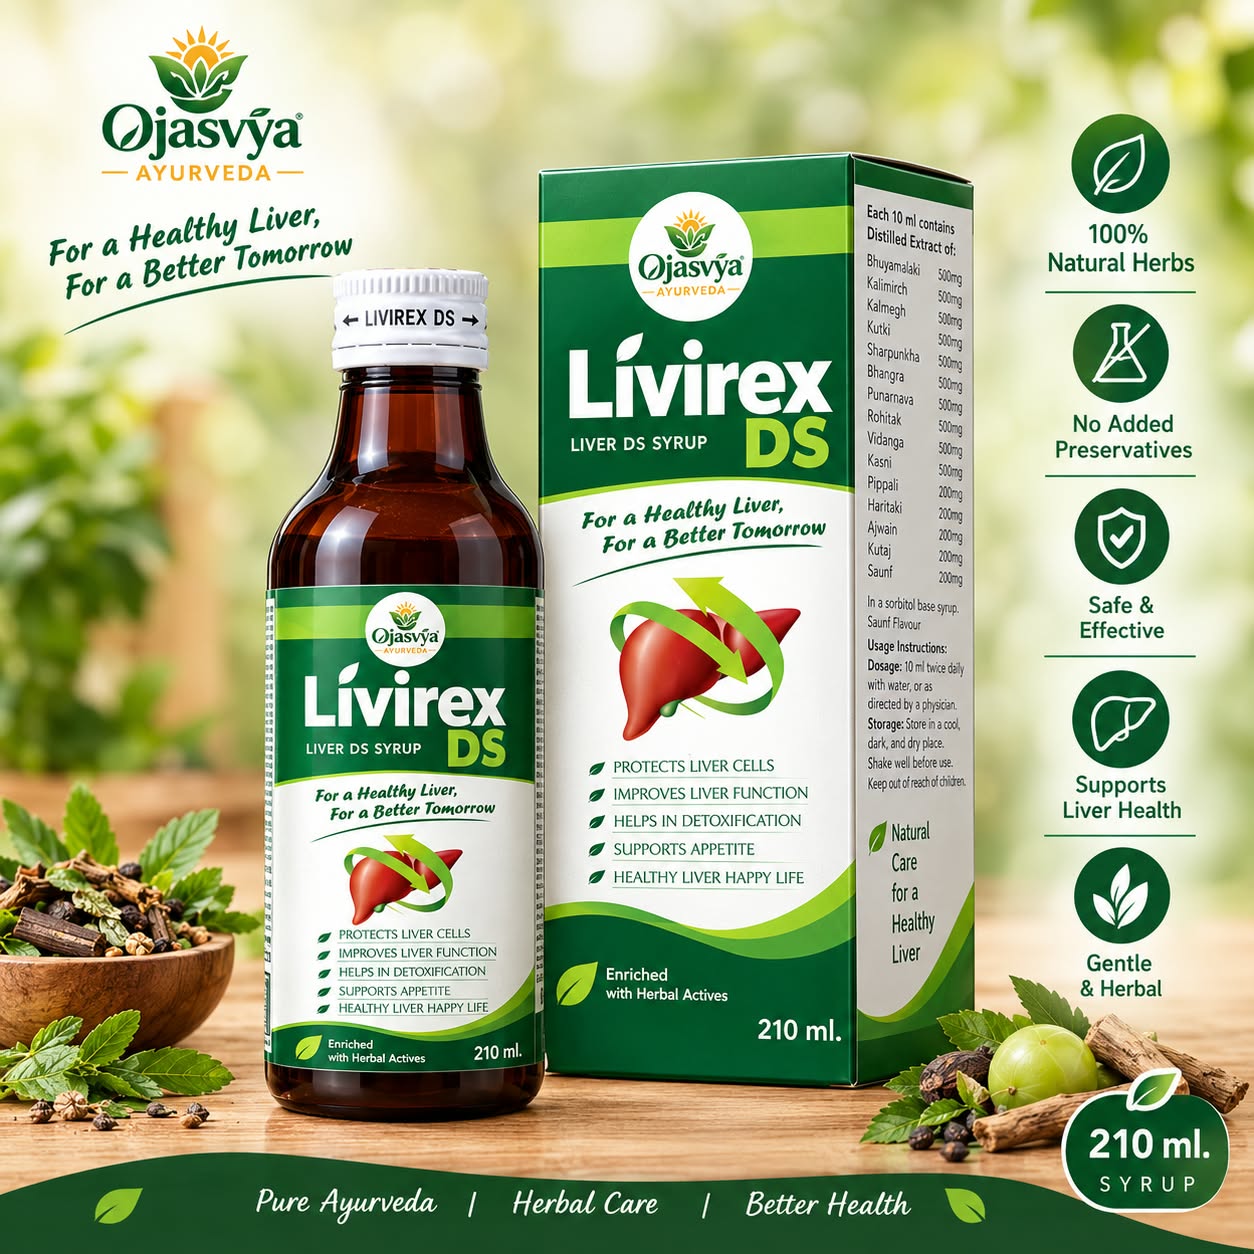 Ojasvya®
AYURVEDA
For a Healthy Liver,
For a Better Tomorrow
← LIVIREX DS →
Ojasvya
AYURVEDA
Livirex
DS
LIVER DS SYRUP
For a Healthy Liver,
For a Better Tomorrow
PROTECTS LIVER CELLS
IMPROVES LIVER FUNCTION
HELPS IN DETOXIFICATION
SUPPORTS APPETITE
HEALTHY LIVER HAPPY LIFE
Enriched
with Herbal Actives
210 ml.
Ojasvya
AYURVEDA
Livirex
DS
LIVER DS SYRUP
For a Healthy Liver,
For a Better Tomorrow
PROTECTS LIVER CELLS
IMPROVES LIVER FUNCTION
HELPS IN DETOXIFICATION
SUPPORTS APPETITE
HEALTHY LIVER HAPPY LIFE
Enriched
with Herbal Actives
210 ml.
Each 10 ml contains
Distilled Extract of:
Bhuyamalaki 500mg
Kalimirch 500mg
Kalmegh 500mg
Kutki 500mg
Sharpunkha 500mg
Bhangra 500mg
Punarnava 500mg
Rohitak 500mg
Vidanga 500mg
Kasni 500mg
Pippali 200mg
Haritaki 200mg
Ajwain 200mg
Kutaj 200mg
Saunf 200mg
In a sorbitol base syrup.
Saunf Flavour
Usage Instructions:
Dosage: 10 ml twice daily
with water, or as
directed by a physician.
Storage: Store in a cool,
dark, and dry place.
Shake well before use.
Keep out of reach of children.
Natural
Care
for a
Healthy
Liver
100%
Natural Herbs
No Added
Preservatives
Safe &
Effective
Supports
Liver Health
Gentle
& Herbal
210 ml.
SYRUP
Pure Ayurveda | Herbal Care | Better Health